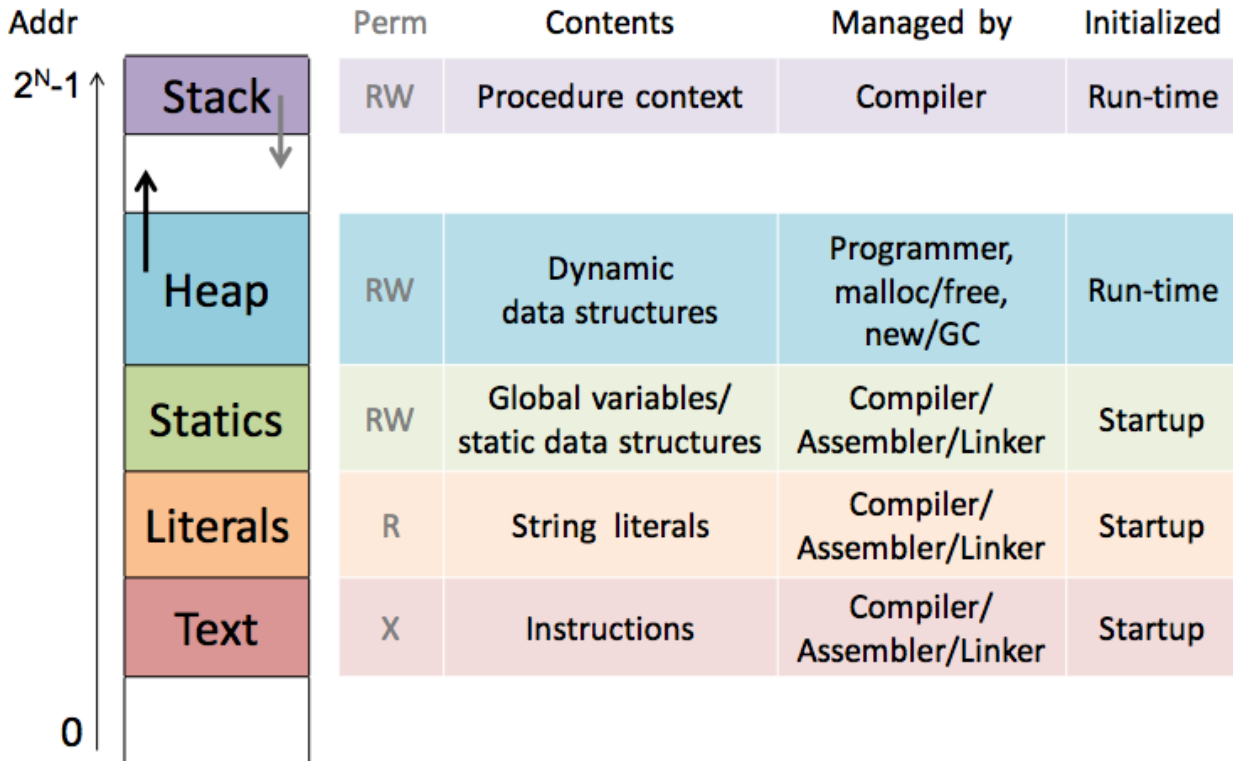 Addr Perm Contents Managed by Initialized
2^N-1 Stack RW Procedure context Compiler Run-time
Heap RW Dynamic
data structures Programmer,
malloc/free,
new/GC Run-time
Statics RW Global variables/
static data structures Compiler/
Assembler/Linker Startup
Literals R String literals Compiler/
Assembler/Linker Startup
Text X Instructions Compiler/
Assembler/Linker Startup
0